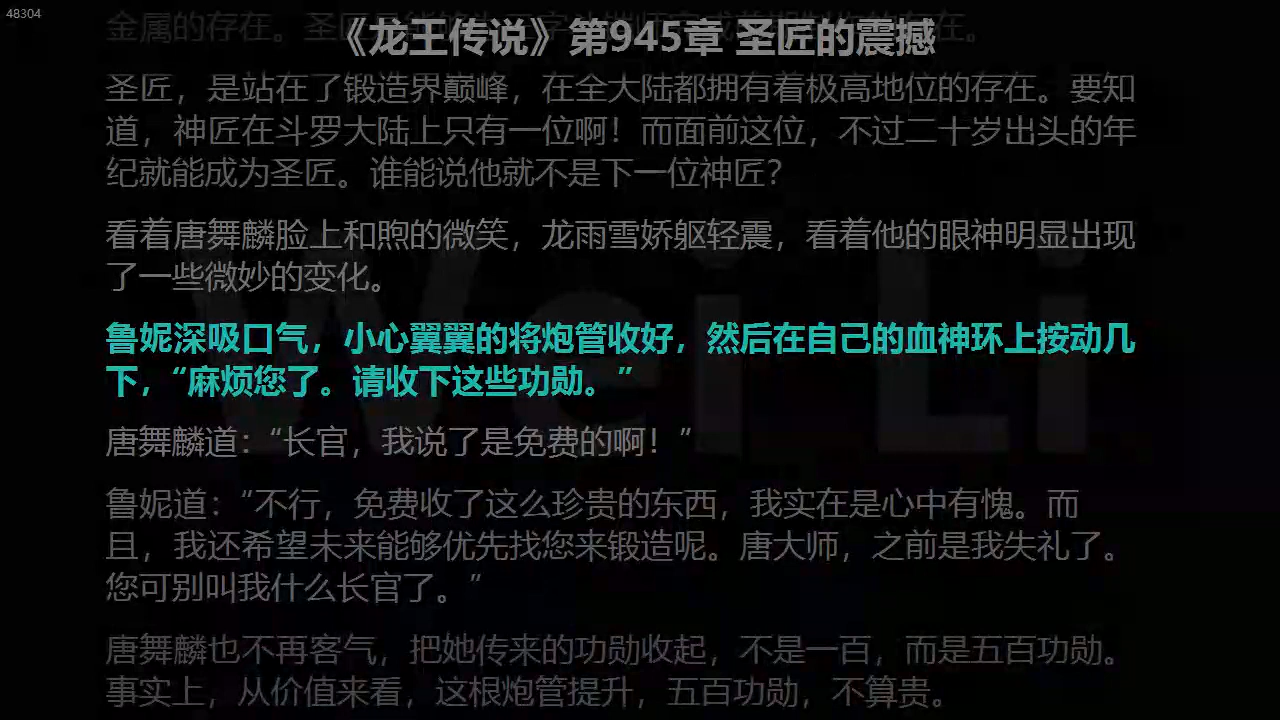 48304
《龙王传说》第945章 圣匠的震撼
圣匠，是站在了锻造界巅峰，在全大陆都拥有着极高地位的存在。要知
道，神匠在斗罗大陆上只有一位啊！而面前这位，不过二十岁出头的年
纪就能成为圣匠。谁能说他就不是下一位神匠？
看着唐舞麟脸上和煦的微笑，龙雨雪娇躯轻震，看着他的眼神明显出现
了一些微妙的变化。
鲁妮深吸口气，小心翼翼的将炮管收好，然后在自己的血神环上按动几
下，“麻烦您了。请收下这些功勋。”
唐舞麟道：“长官，我说了是免费的啊！”
鲁妮道：“不行，免费收了这么珍贵的东西，我实在是心中有愧。而
且，我还希望未来能够优先找您来锻造呢。唐大师，之前是我失礼了。
您可别叫我什么长官了。”
唐舞麟也不再客气，把她传来的功勋收起，不是一百，而是五百功勋。
事实上，从价值来看，这根炮管提升，五百功勋，不算贵。
Wei Li